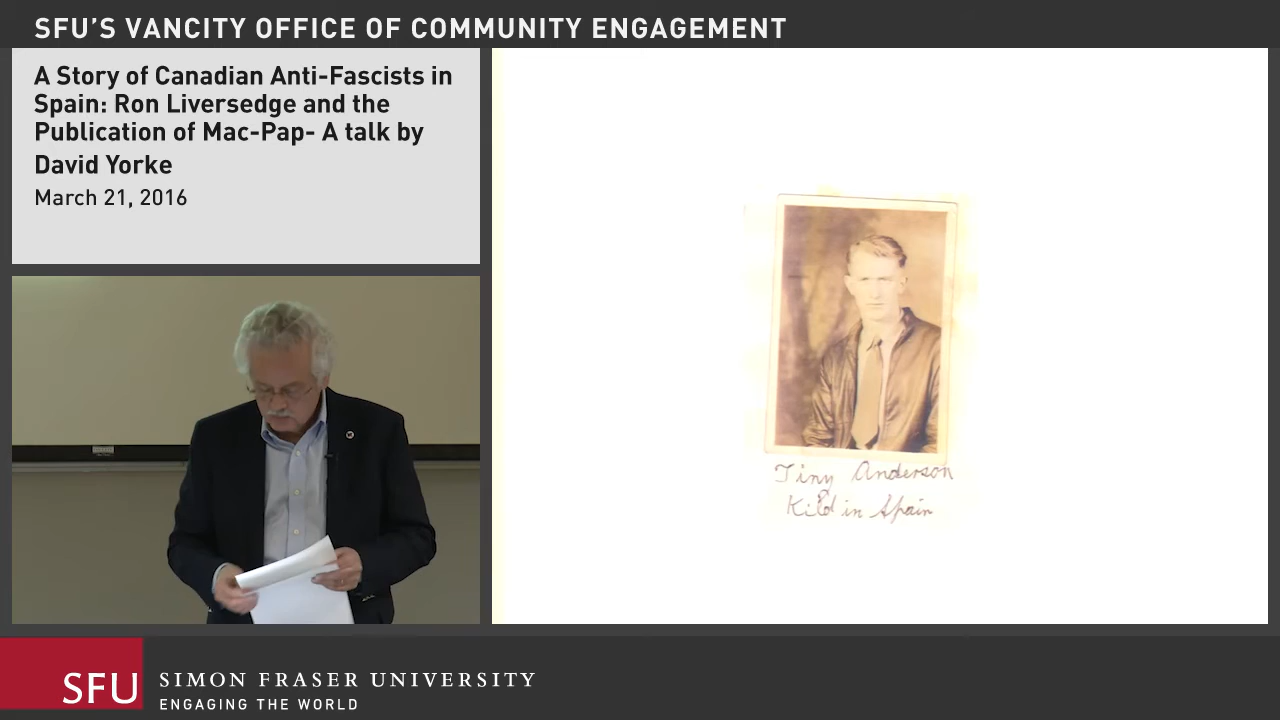 SFU'S VANCITY OFFICE OF COMMUNITY ENGAGEMENT
A Story of Canadian Anti-Fascists in
Spain: Ron Liversedge and the
Publication of Mac-Pap- A talk by
David Yorke
March 21, 2016
Tiny Anderson
Kild in Spain
SFU
SIMON FRASER UNIVERSITY
ENGAGING THE WORLD